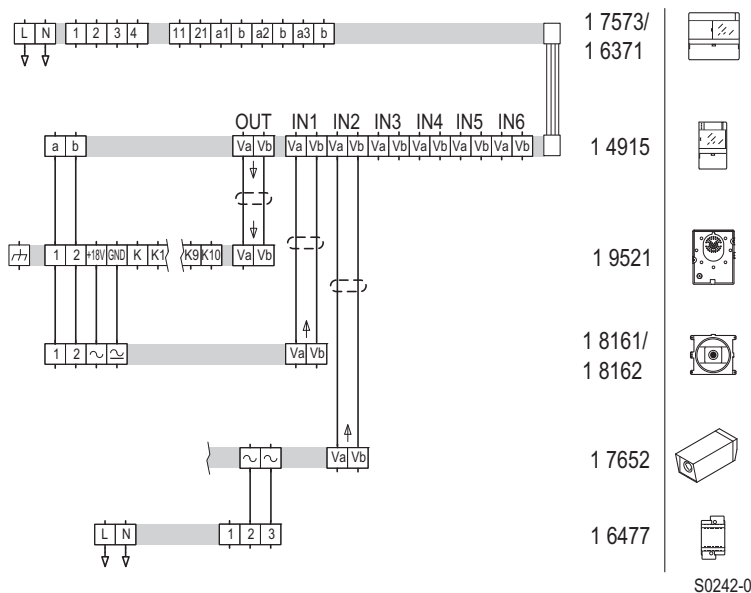 L N 1 2 3 4 11 21 a1 b a2 b a3 b
1 7573/
1 6371
OUT IN1 IN2 IN3 IN4 IN5 IN6
a b Va Vb Va Vb Va Vb Va Vb Va Vb Va Vb Va Vb
1 4915
1 2 +18V GND K K1 K9 K10 Va Vb
1 9521
1 2 Va Vb
1 8161/
1 8162
Va Vb
1 7652
L N 1 2 3
1 6477
S0242-0